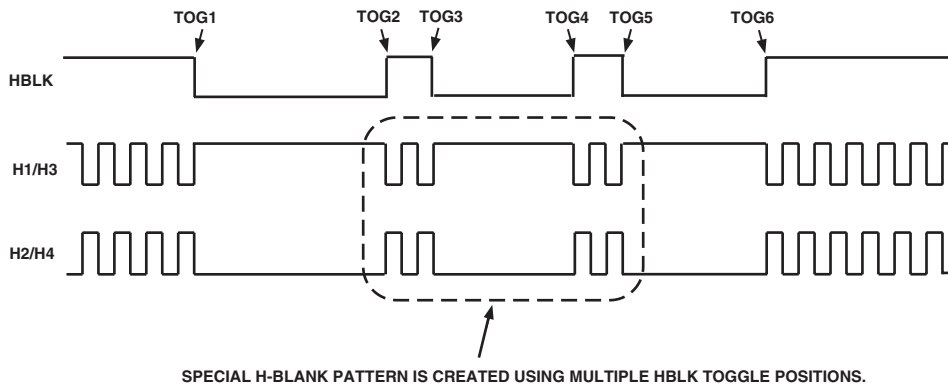 TOG1 TOG2 TOG3 TOG4 TOG5 TOG6
HBLK
H1/H3
H2/H4
SPECIAL H-BLANK PATTERN IS CREATED USING MULTIPLE HBLK TOGGLE POSITIONS.